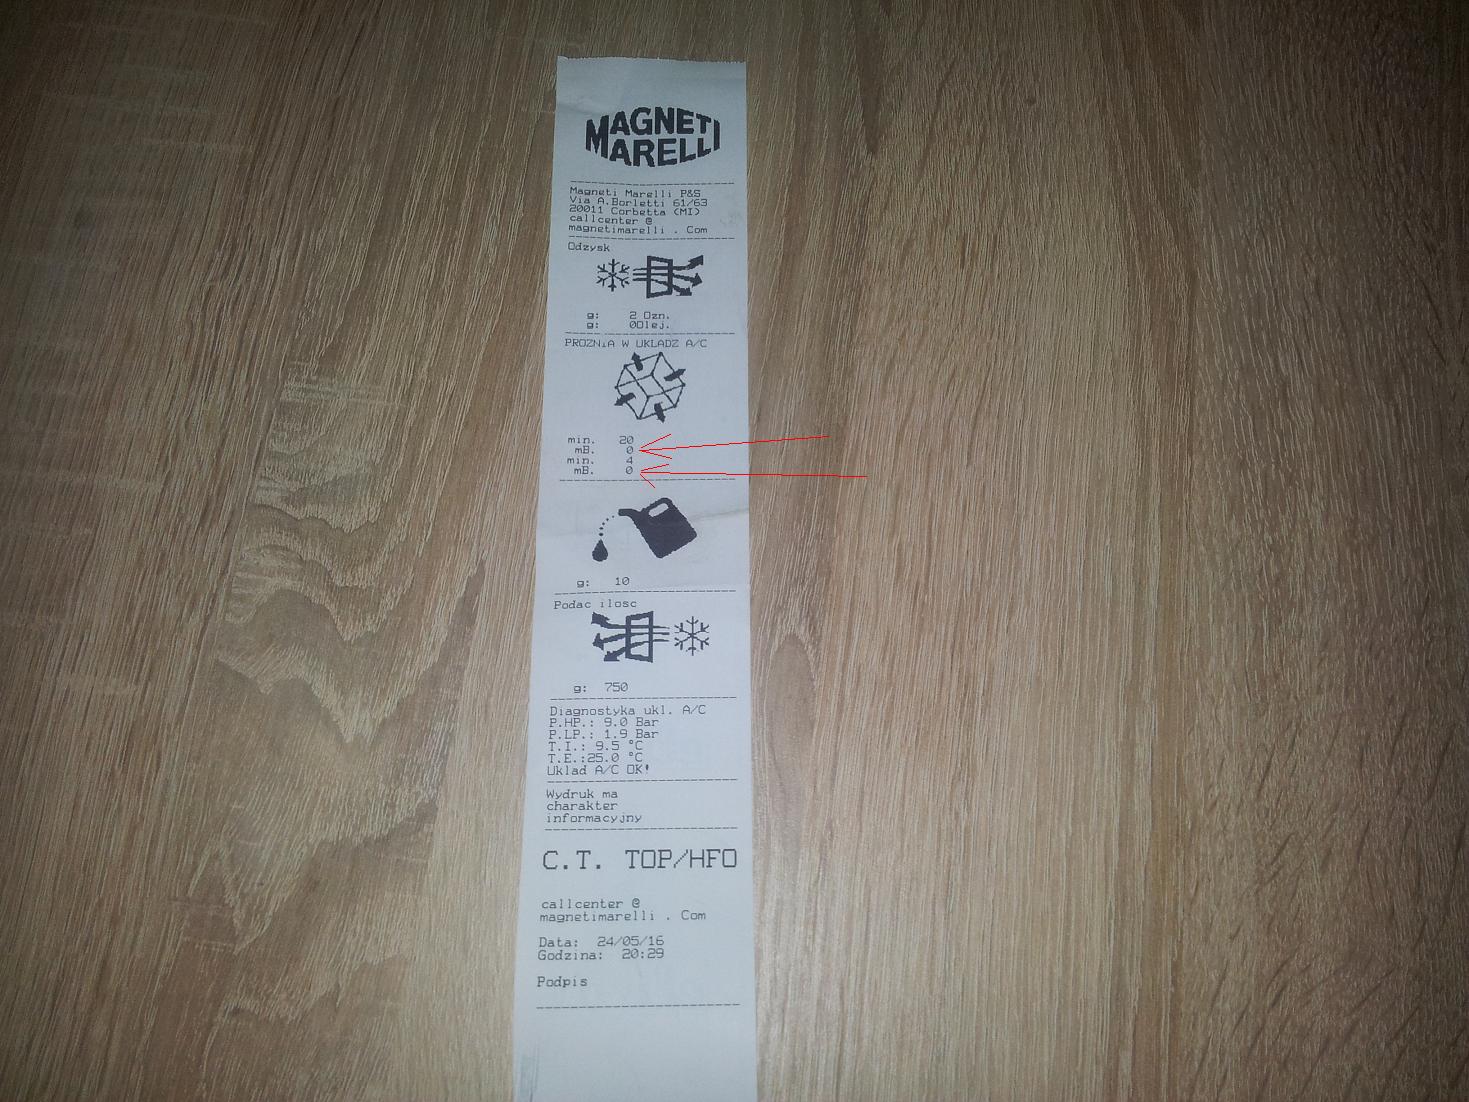 MAGNETI
MARELLI
Magneti Marelli P&S
Via A.Borletti 61/63
20011 Corbetta (MI)
callcenter @
magnetimarelli . Com
Odzysk
g: 2 Ozn.
g: 0Olej.
PROZNiA W UKLADZ A/C
min. 20
mB. 0
min. 4
mB. 0
g: 10
Podac ilosc
g: 750
Diagnostyka ukl. A/C
P.HP.: 9.0 Bar
P.LP.: 1.9 Bar
T.I.: 9.5 °C
T.E.:25.0 °C
Uklad A/C OK!
Wydruk ma
charakter
informacyjny
C.T. TOP/HFO
callcenter @
magnetimarelli . Com
Data: 24/05/16
Godzina: 20:29
Podpis